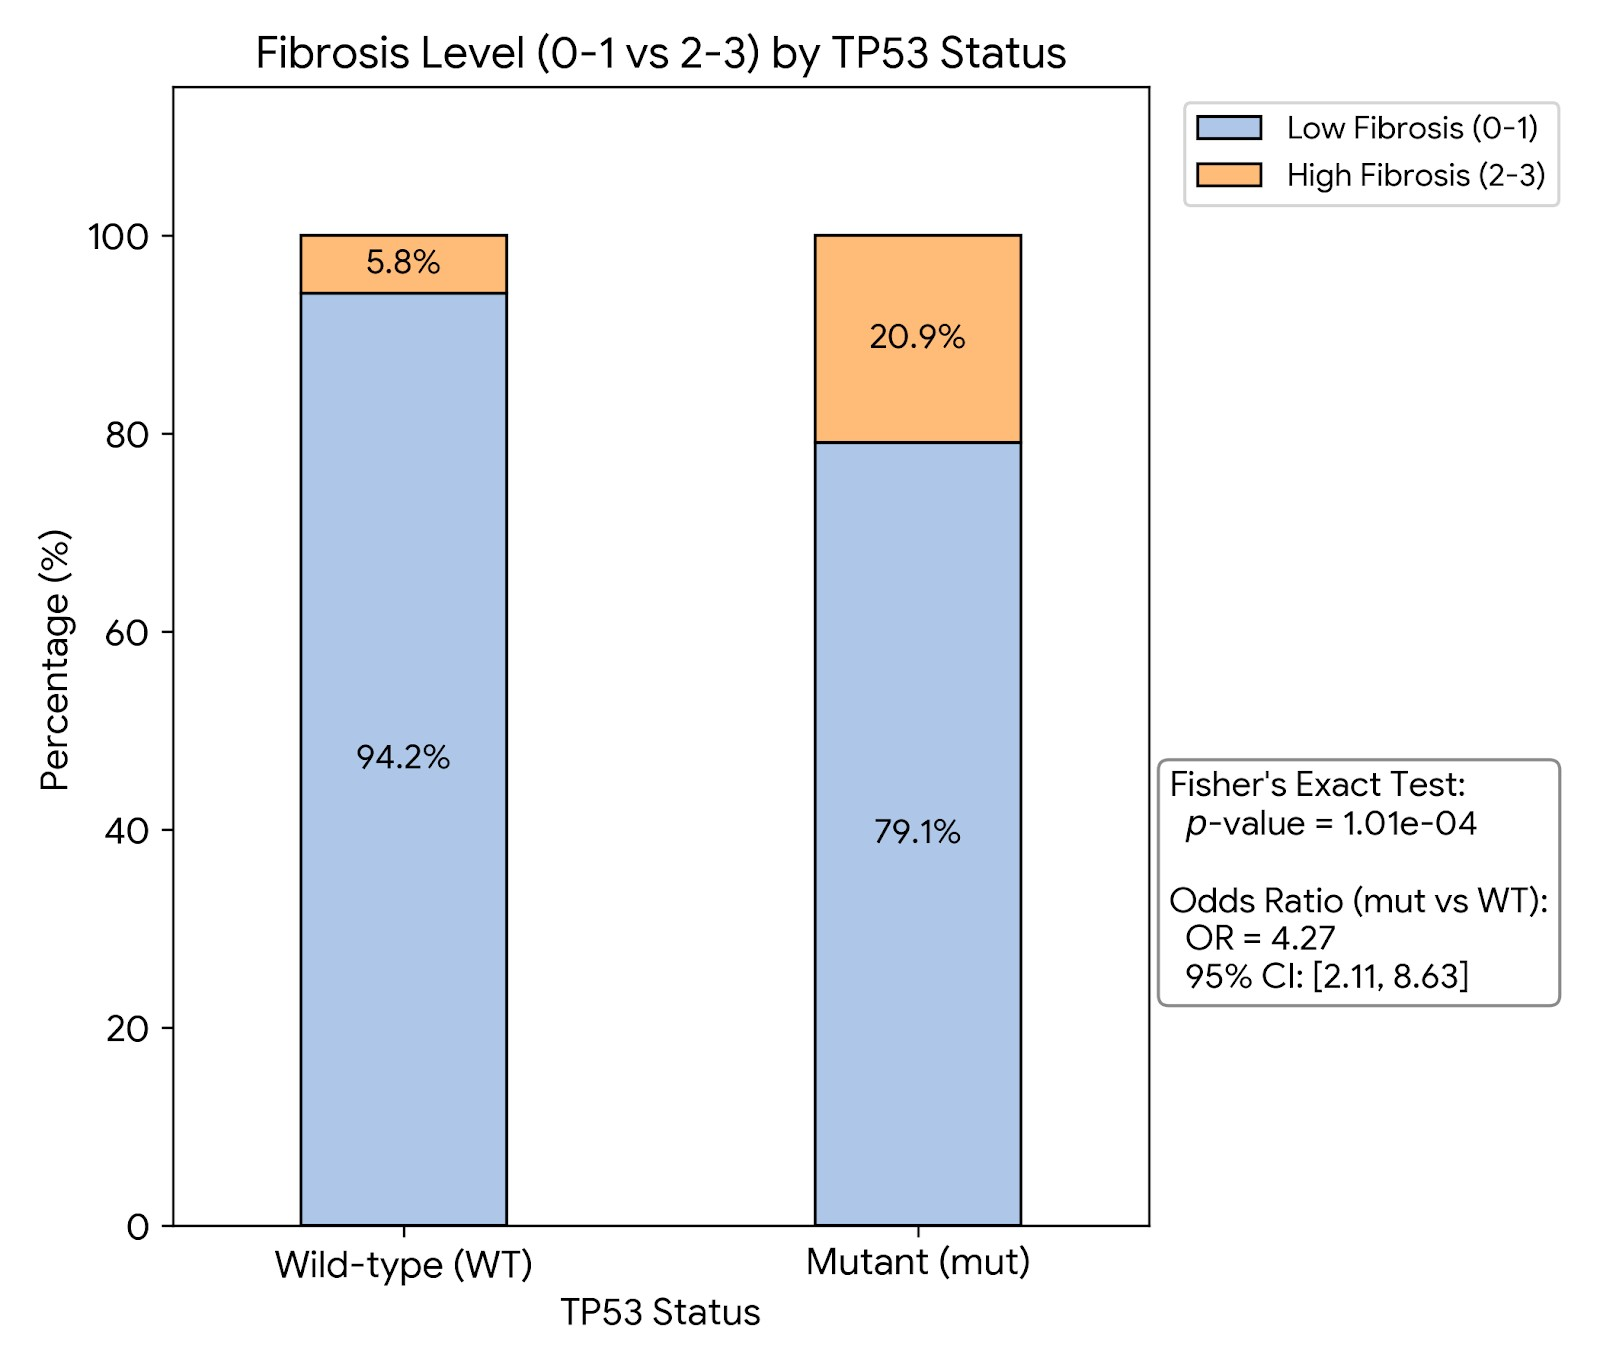 Fibrosis Level (0-1 vs 2-3) by TP53 Status
Low Fibrosis (0-1)
High Fibrosis (2-3)
Percentage (%)
100
80
60
40
20
0
5.8%
94.2%
20.9%
79.1%
Fisher's Exact Test:
p-value = 1.01e-04
Odds Ratio (mut vs WT):
OR = 4.27
95% CI: [2.11, 8.63]
Wild-type (WT)
Mutant (mut)
TP53 Status